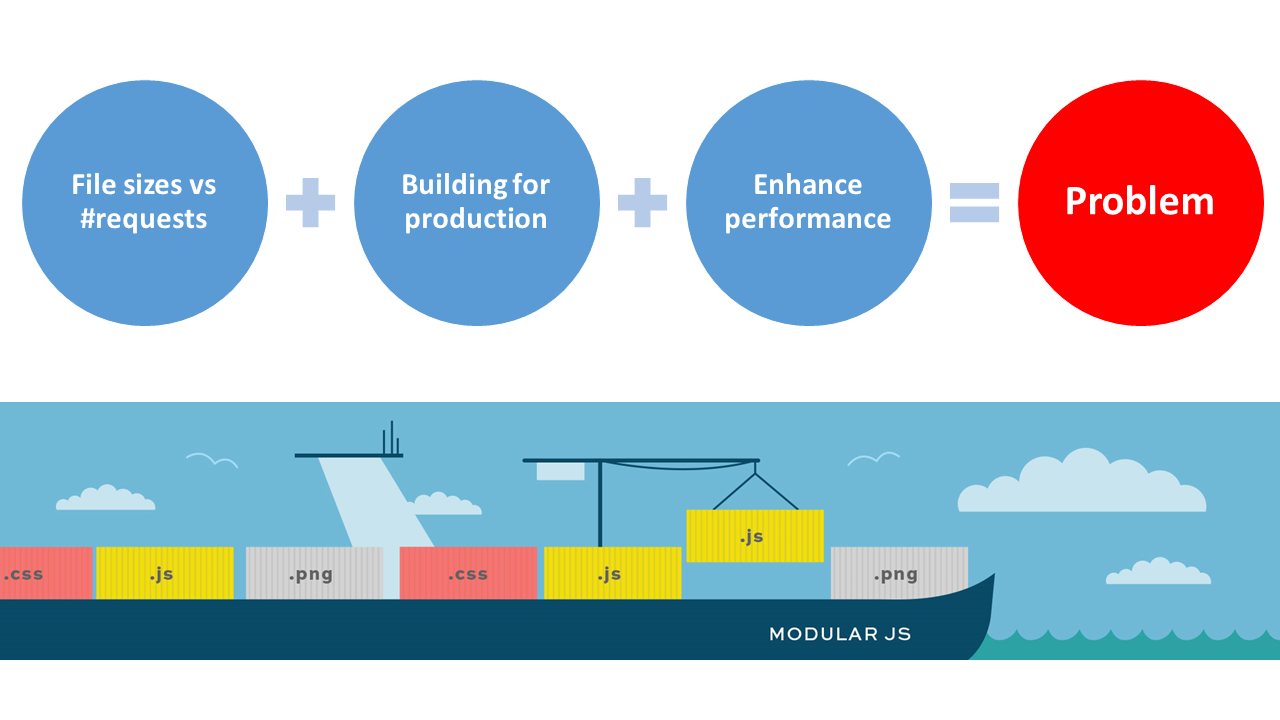 File sizes vs
#requests
Building for
production
Enhance
performance
Problem
.js
.css
.js
.png
.css
.js
.png
MODULAR JS